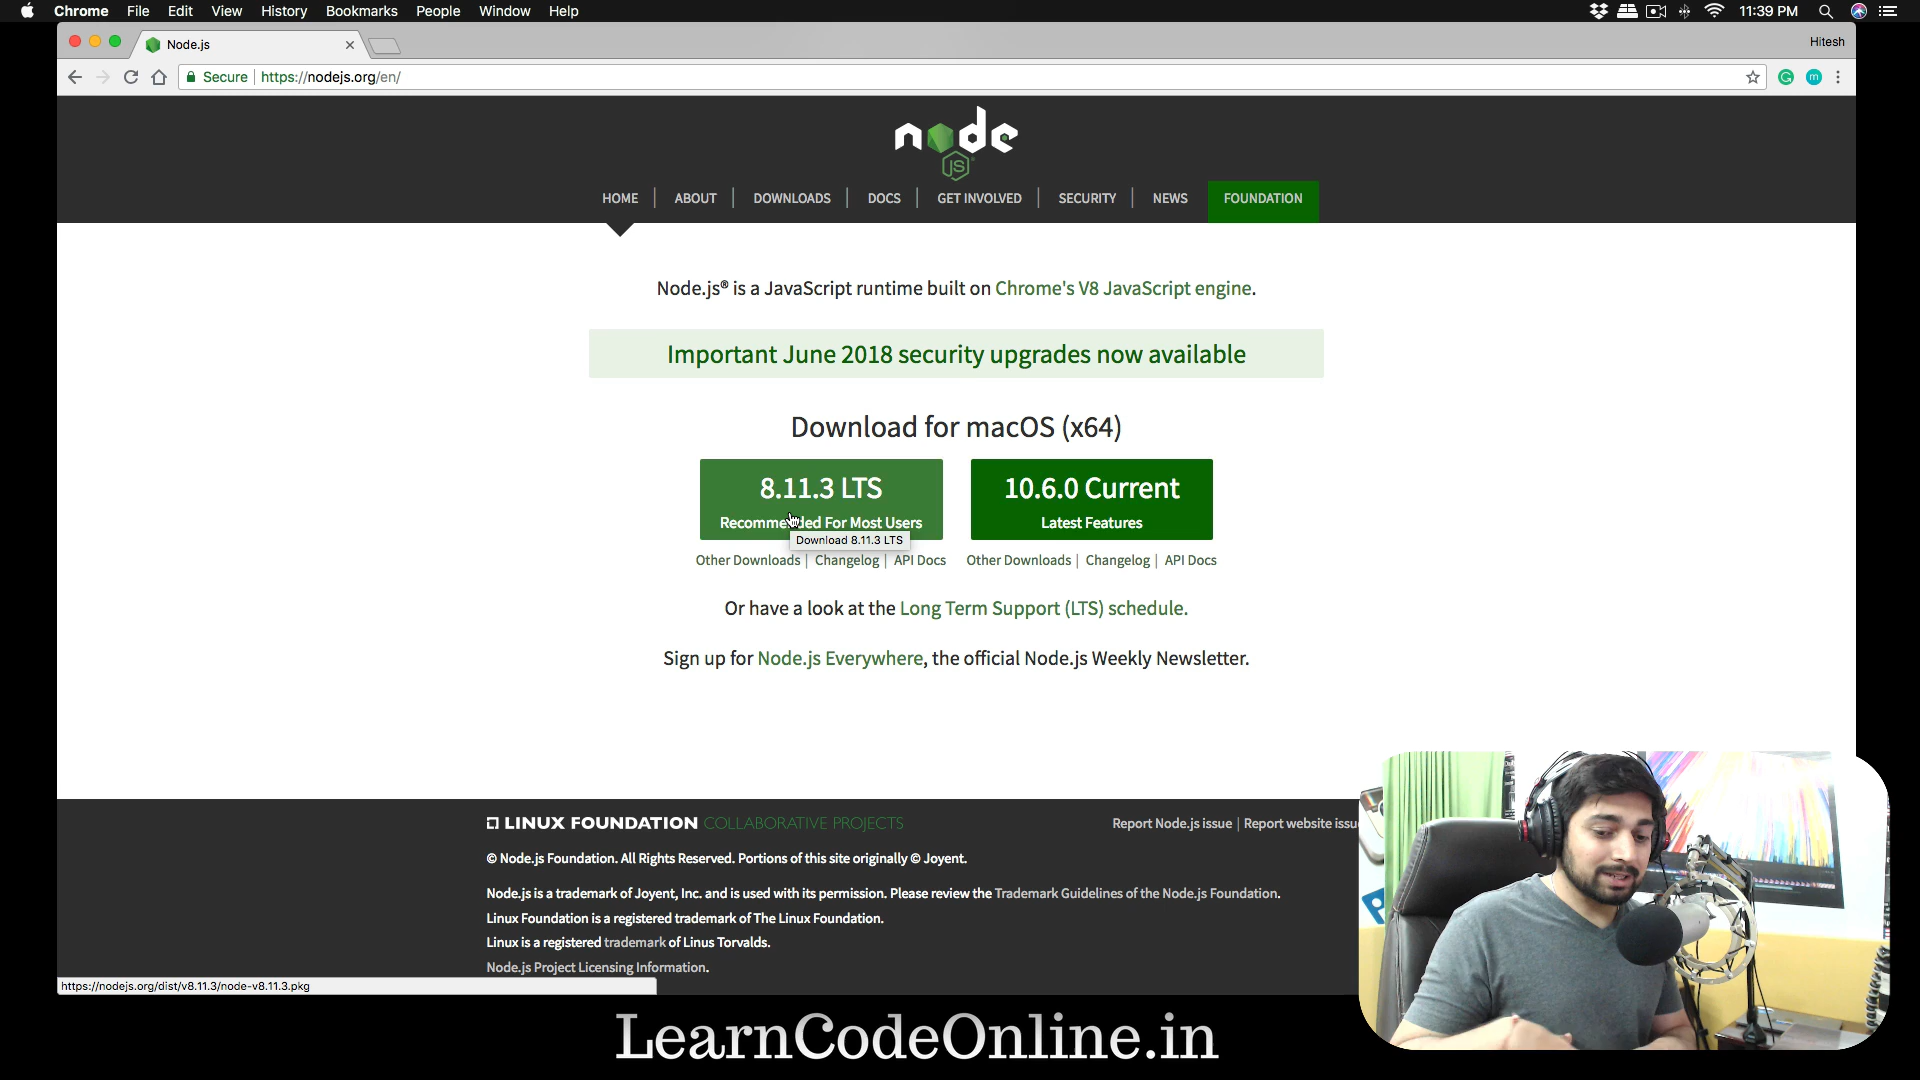 Chrome File Edit View History Bookmarks People Window Help 11:39 PM
Node.js Hitesh
Secure https://nodejs.org/en/
node
JS
HOME ABOUT DOWNLOADS DOCS GET INVOLVED SECURITY NEWS FOUNDATION
Node.js® is a JavaScript runtime built on Chrome's V8 JavaScript engine.
Important June 2018 security upgrades now available
Download for macOS (x64)
8.11.3 LTS
Recommended For Most Users
10.6.0 Current
Latest Features
Download 8.11.3 LTS
Other Downloads | Changelog | API Docs Other Downloads | Changelog | API Docs
Or have a look at the Long Term Support (LTS) schedule.
Sign up for Node.js Everywhere, the official Node.js Weekly Newsletter.
LINUX FOUNDATION COLLABORATIVE PROJECTS
Report Node.js issue | Report website issu
© Node.js Foundation. All Rights Reserved. Portions of this site originally © Joyent.
Node.js is a trademark of Joyent, Inc. and is used with its permission. Please review the Trademark Guidelines of the Node.js Foundation.
Linux Foundation is a registered trademark of The Linux Foundation.
Linux is a registered trademark of Linus Torvalds.
Node.js Project Licensing Information.
https://nodejs.org/dist/v8.11.3/node-v8.11.3.pkg
LearnCodeOnline.in